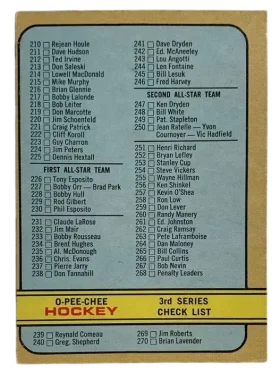 210 Rejean Houle
211 Dave Hudson
212 Ted Irvine
213 Don Saleski
214 Lowell MacDonald
215 Mike Murphy
216 Brian Glennie
217 Bobby Lalonde
218 Bob Leiter
219 Don Marcotte
220 Jim Schoenfeld
221 Craig Patrick
222 Cliff Koroll
223 Guy Charron
224 Jim Peters
225 Dennis Hextall
FIRST ALL-STAR TEAM
226 Tony Esposito
227 Bobby Orr — Brad Park
228 Bobby Hull
229 Rod Gilbert
230 Phil Esposito
231 Claude LaRose
232 Jim Mair
233 Bobby Rousseau
234 Brent Hughes
235 Al. McDonough
236 Chris. Evans
237 Pierre Jarry
238 Don Tannahill
241 Dave Dryden
242 Ed. McAneeley
243 Lou Angotti
244 Len Fontaine
245 Bill Lesuk
246 Fred Harvey
SECOND ALL-STAR TEAM
247 Ken Dryden
248 Bill White
249 Pat. Stapleton
250 Jean Ratelle — Yvon
Cournoyer — Vic Hadfield
251 Henri Richard
252 Bryan Lefley
253 Stanley Cup
254 Steve Vickers
255 Wayne Hillman
256 Ken Shinkel
257 Kevin O'Shea
258 Ron Low
259 Don Lever
260 Randy Manery
261 Ed. Johnston
262 Craig Ramsay
263 Pete Laframboise
264 Dan Maloney
265 Bill Collins
266 Paul Curtis
267 Bob Nevin
268 Penalty Leaders
O-PEE-CHEE
HOCKEY
3rd SERIES
CHECK LIST
239 Reynald Comeau
240 Greg. Shepherd
269 Jim Roberts
270 Brian Lavender